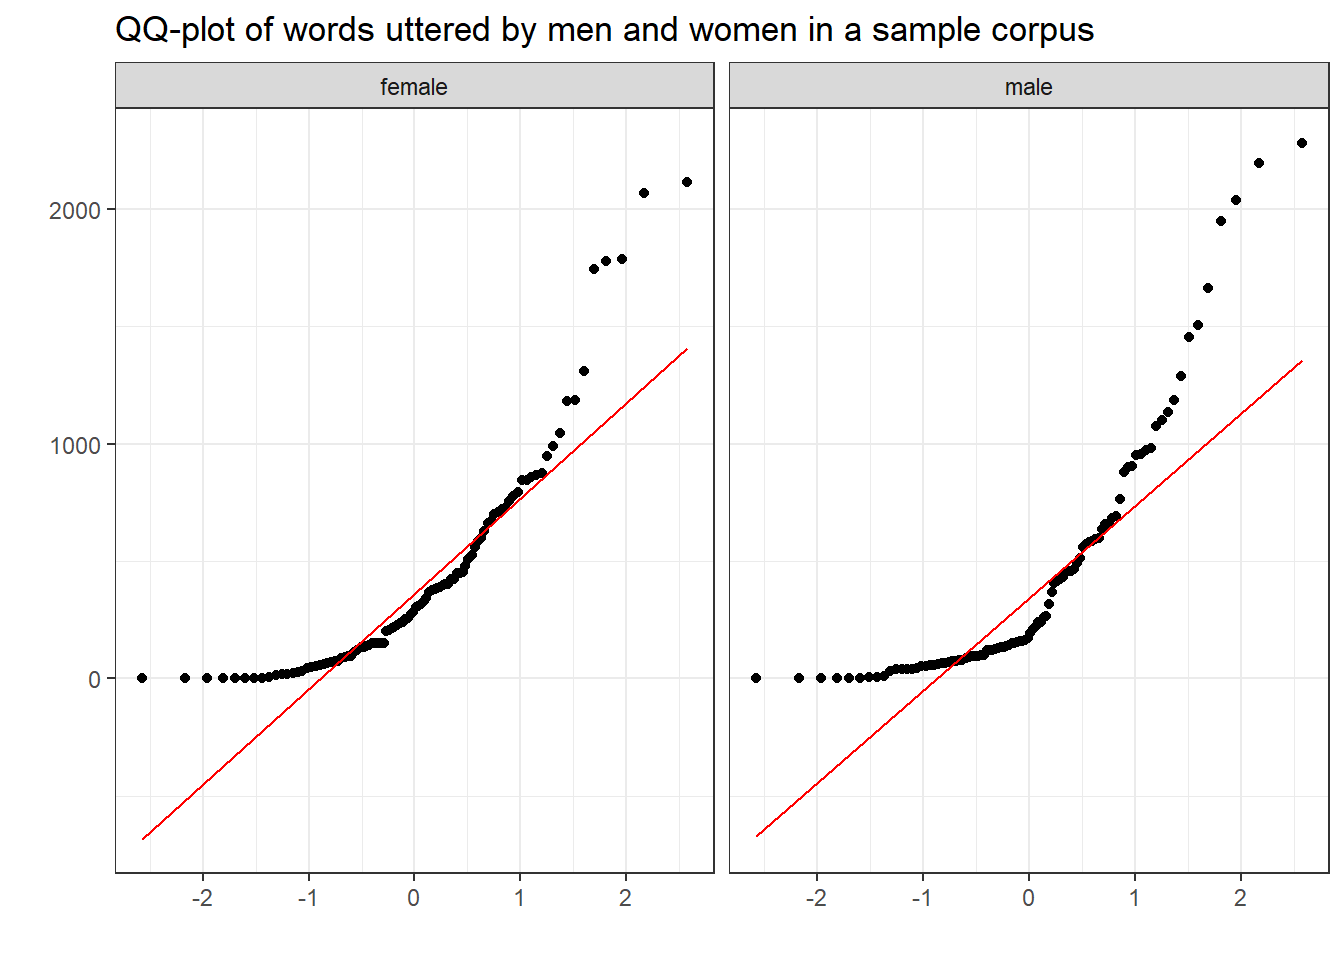 QQ-plot of words uttered by men and women in a sample corpus
female male
2000
1000
0
-2 -1 0 1 2 -2 -1 0 1 2